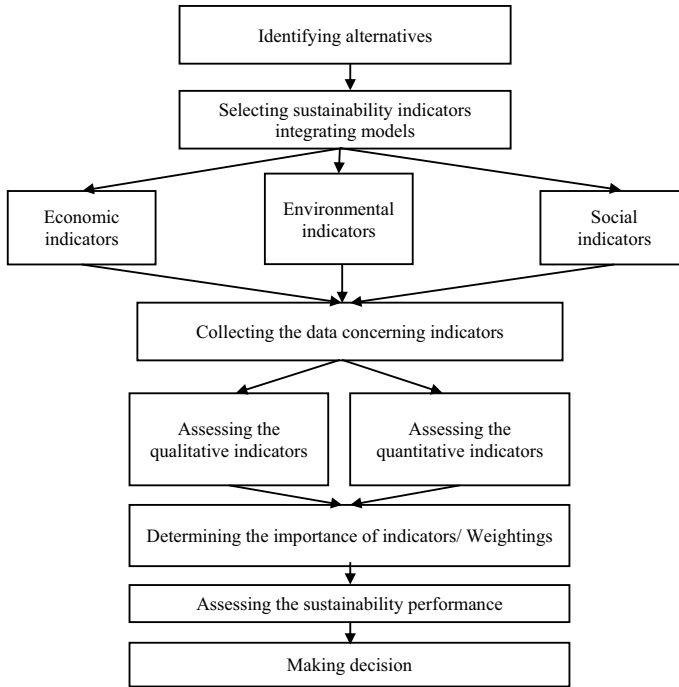 Identifying alternatives
Selecting sustainability indicators
integrating models
Economic
indicators
Environmental
indicators
Social
indicators
Collecting the data concerning indicators
Assessing the
qualitative indicators
Assessing the
quantitative indicators
Determining the importance of indicators/ Weightings
Assessing the sustainability performance
Making decision